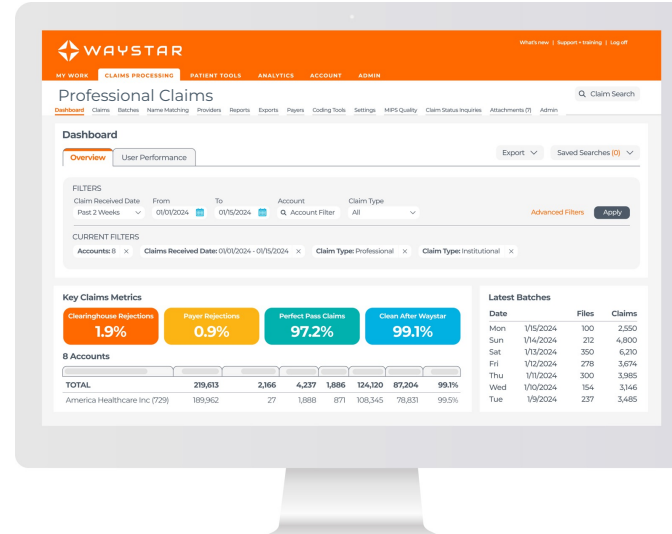 WAYSTAR
What's new | Support + training | Log off
MY WORK CLAIMS PROCESSING PATIENT TOOLS ANALYTICS ACCOUNT ADMIN
Professional Claims
Claim Search
Dashboard Claims Batches Name Matching Providers Reports Exports Payers Coding Tools Settings MIPS Quality Claim Status Inquiries Attachments (7) Admin
Dashboard
Overview User Performance Export Saved Searches (0)
FILTERS
Claim Received Date From To Account Claim Type
Past 2 Weeks 01/01/2024 01/15/2024 Account Filter All Advanced Filters Apply
CURRENT FILTERS
Accounts: 8 × Claims Received Date: 01/01/2024 - 01/15/2024 × Claim Type: Professional × Claim Type: Institutional ×
Key Claims Metrics
Clearinghouse Rejections Payer Rejections Perfect Pass Claims Clean After Waystar
1.9% 0.9% 97.2% 99.1%
8 Accounts
TOTAL 219,613 2,166 4,237 1,886 124,120 87,204 99.1%
America Healthcare Inc (729) 189,962 27 1,888 871 108,345 78,831 99.5%
Latest Batches
Date Files Claims
Mon 1/15/2024 100 2,550
Sun 1/14/2024 212 4,800
Sat 1/13/2024 350 6,210
Fri 1/12/2024 278 3,674
Thu 1/11/2024 300 3,985
Wed 1/10/2024 154 3,146
Tue 1/9/2024 237 3,485